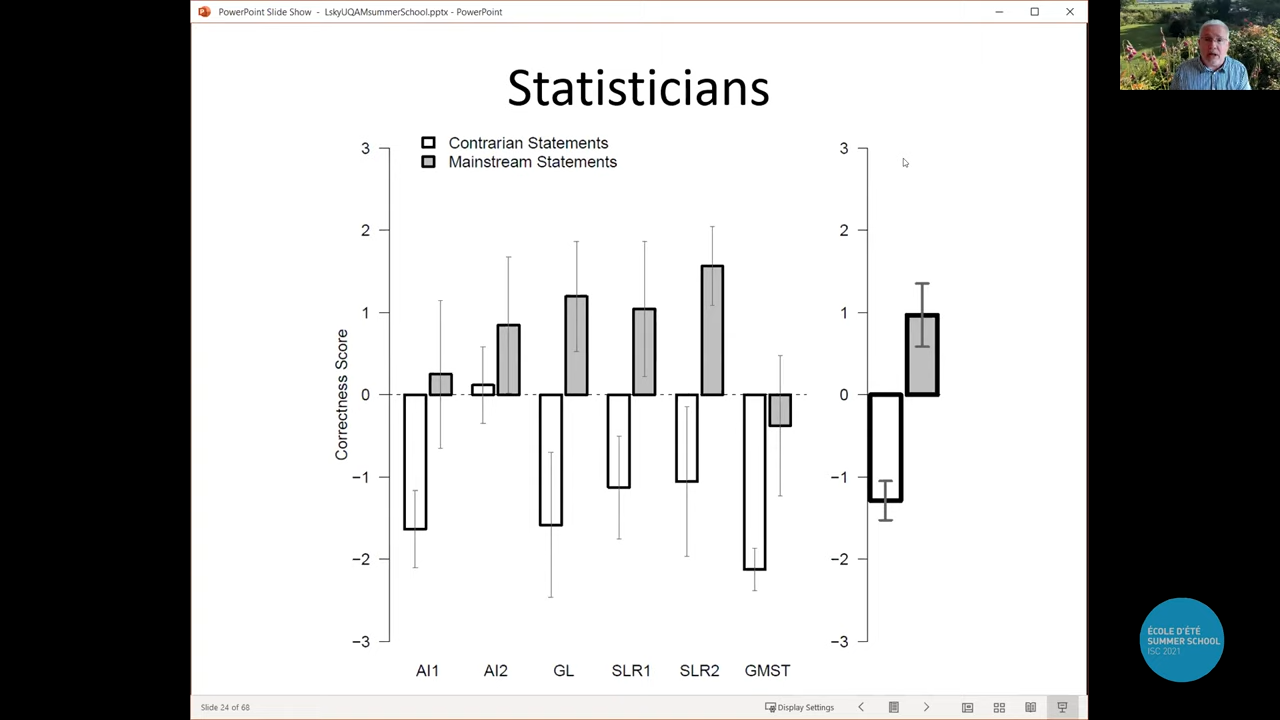 PowerPoint Slide Show - LskyUQAMsummerSchool.pptx - PowerPoint
Statisticians
Contrarian Statements
Mainstream Statements
3
2
1
0
−1
−2
−3
Correctness Score
AI1 AI2 GL SLR1 SLR2 GMST
3
2
1
0
−1
−2
−3
ÉCOLE D'ÉTÉ
SUMMER SCHOOL
ISC 2021
Slide 24 of 68
Display Settings